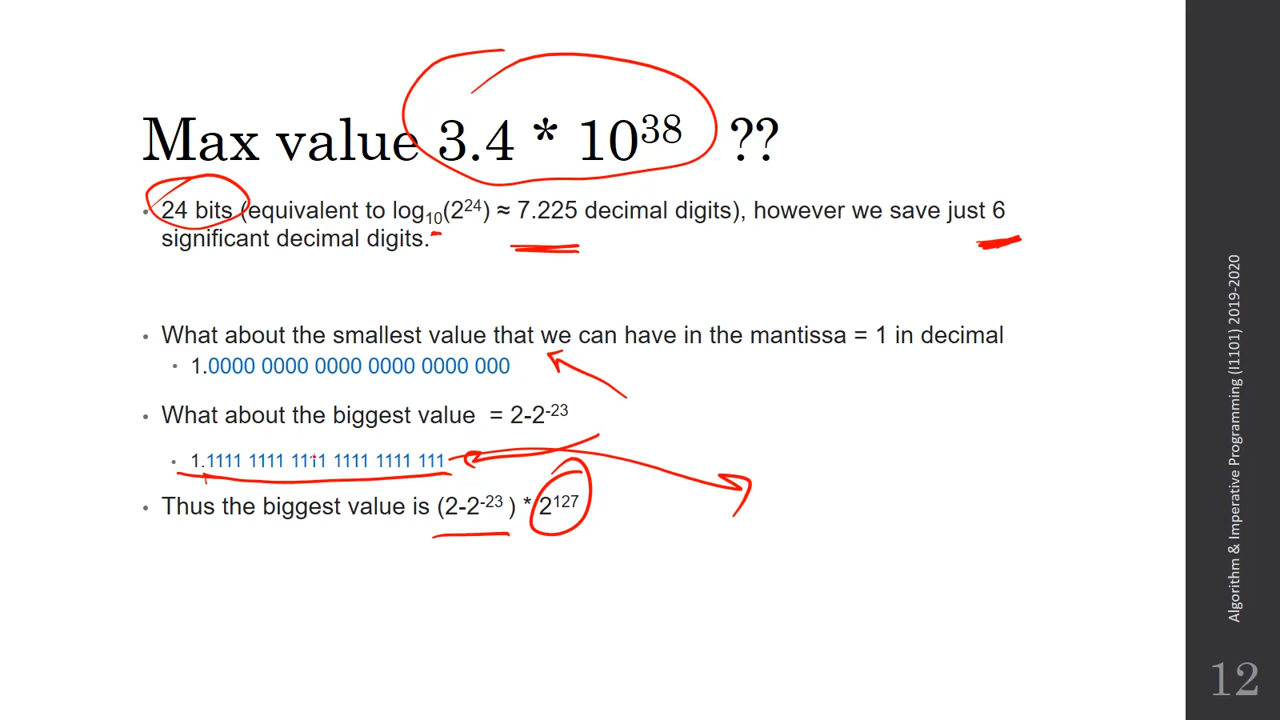 Max value 3.4 * 10³⁸ ??
• 24 bits (equivalent to log₁₀(2²⁴) ≈ 7.225 decimal digits), however we save just 6
significant decimal digits.
• What about the smallest value that we can have in the mantissa = 1 in decimal
• 1.0000 0000 0000 0000 0000 000
• What about the biggest value = 2-2⁻²³
• 1.1111 1111 1111 1111 1111 111
• Thus the biggest value is (2-2⁻²³ ) * 2¹²⁷
Algorithm & Imperative Programming (I1101) 2019-2020
12